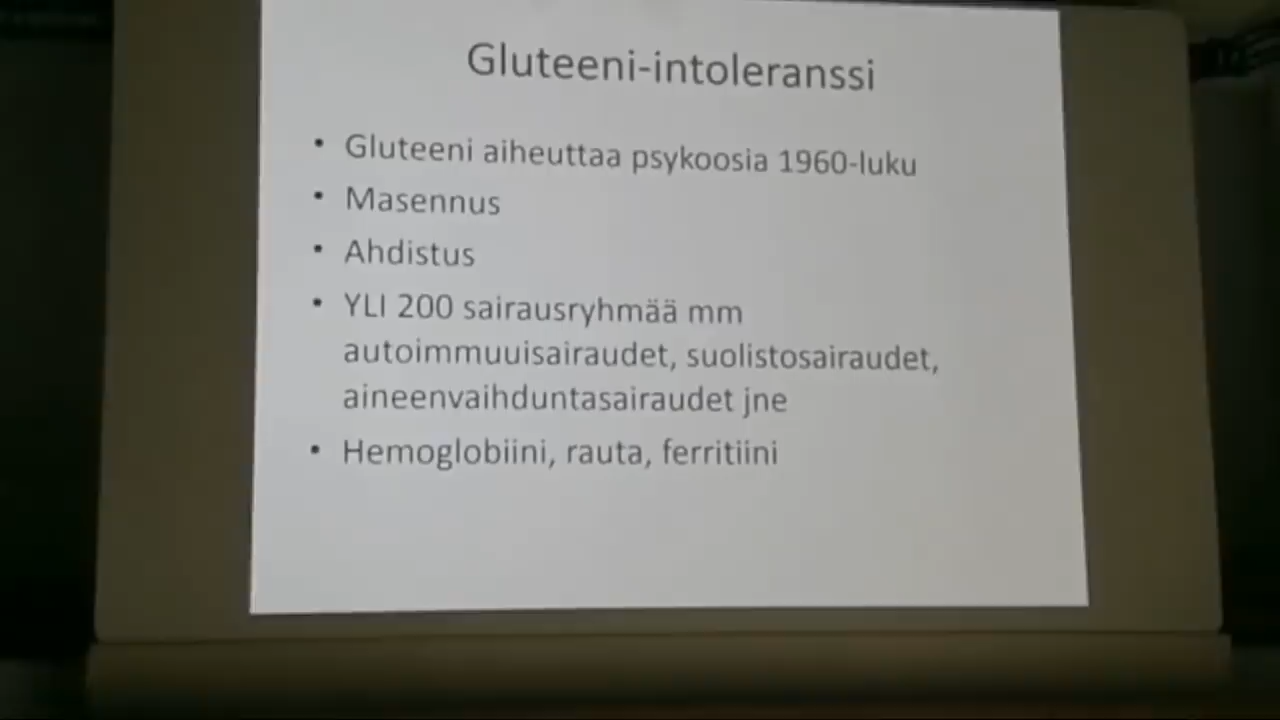 Gluteeni-intoleranssi
• Gluteeni aiheuttaa psykoosia 1960-luku
• Masennus
• Ahdistus
• YLI 200 sairausryhmää mm
autoimmuuisairaudet, suolistosairaudet,
aineenvaihduntasairaudet jne
• Hemoglobiini, rauta, ferritiini